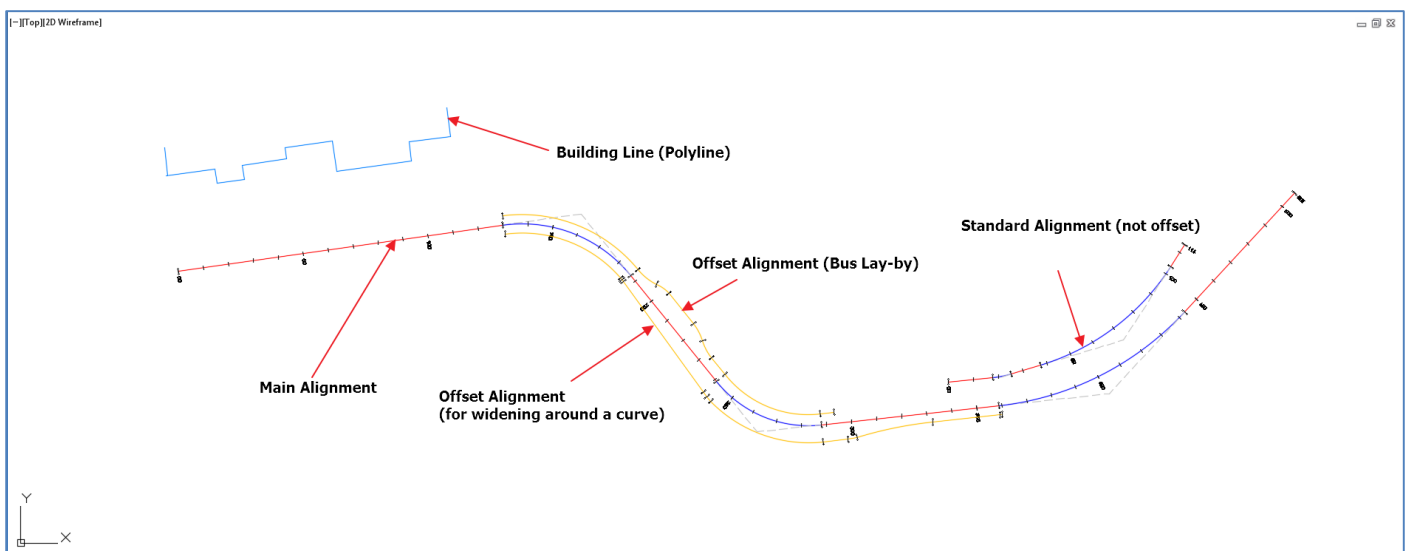 [−][Top][2D Wireframe]
Building Line (Polyline)
Standard Alignment (not offset)
Offset Alignment (Bus Lay-by)
Main Alignment
Offset Alignment
(for widening around a curve)
Y
X